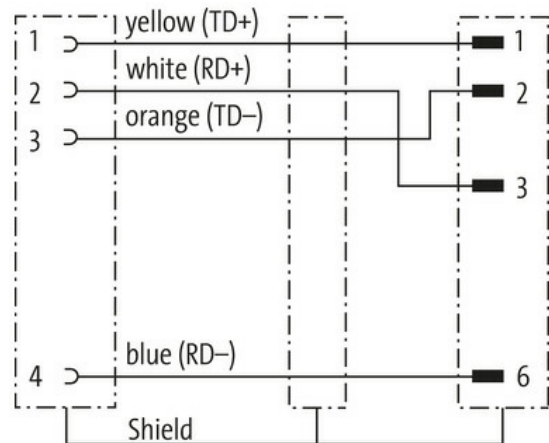 1 yellow (TD+) 1
2 white (RD+) 2
3 orange (TD–)
3
4 blue (RD–) 6
Shield